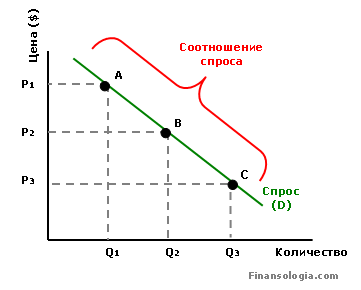 Цена ($)
Соотношение
спроса
P1
A
P2
B
P3
C
Спрос
(D)
Q1
Q2
Q3
Количество
Finansologia.com